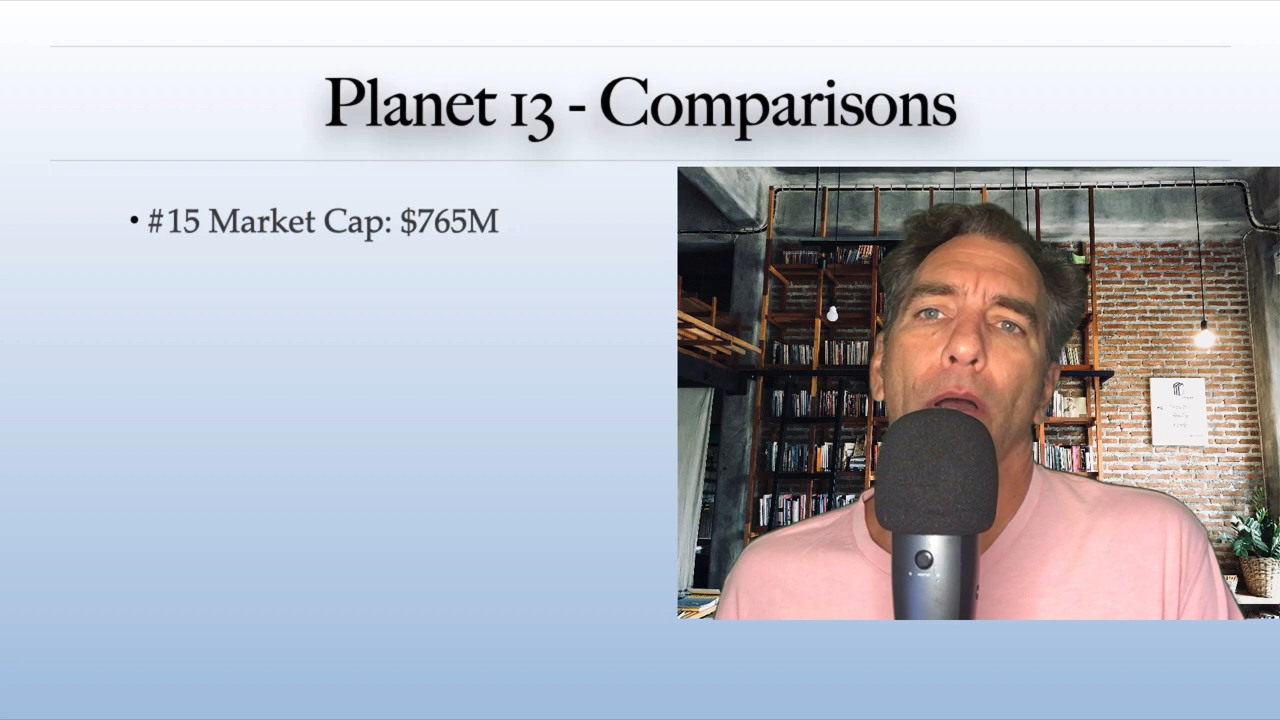 Planet 13 - Comparisons
• #15 Market Cap: $765M